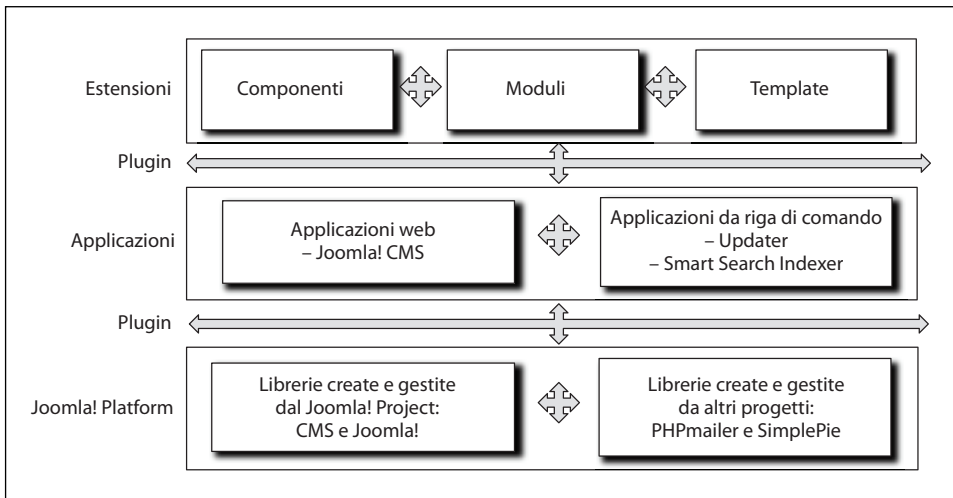 Estensioni
Componenti
Moduli
Template
Plugin
Applicazioni
Applicazioni web
– Joomla! CMS
Applicazioni da riga di comando
– Updater
– Smart Search Indexer
Plugin
Joomla! Platform
Librerie create e gestite
dal Joomla! Project:
CMS e Joomla!
Librerie create e gestite
da altri progetti:
PHPmailer e SimplePie